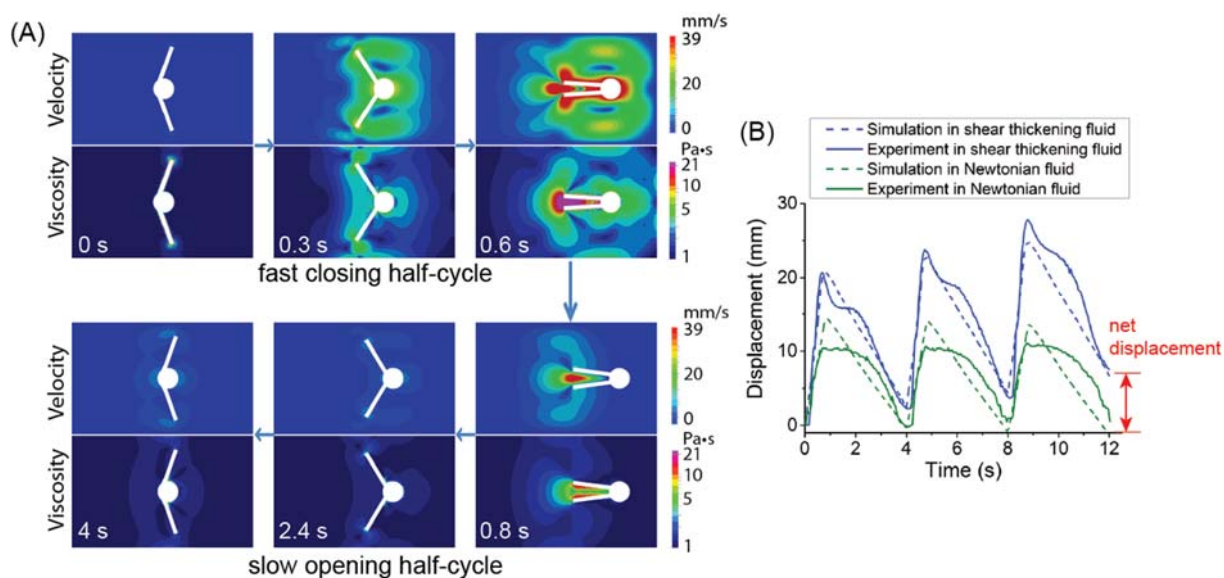 (A)
mm/s
39
20
0
Velocity
Pa•s
21
10
5
1
Viscosity
0 s
0.3 s
0.6 s
fast closing half-cycle
mm/s
39
20
0
Velocity
Pa•s
21
10
5
1
Viscosity
4 s
2.4 s
0.8 s
slow opening half-cycle
(B)
Simulation in shear thickening fluid
Experiment in shear thickening fluid
Simulation in Newtonian fluid
Experiment in Newtonian fluid
Displacement (mm)
30
20
10
0
0 2 4 6 8 10 12
Time (s)
net
displacement